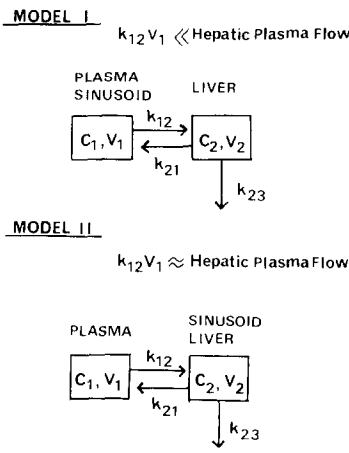 MODEL I
k12V1 ≪ Hepatic Plasma Flow
PLASMA
SINUSOID
LIVER
k12
C1, V1
C2, V2
k21
k23
MODEL II
k12V1 ≈ Hepatic Plasma Flow
PLASMA
SINUSOID
LIVER
k12
C1, V1
C2, V2
k21
k23